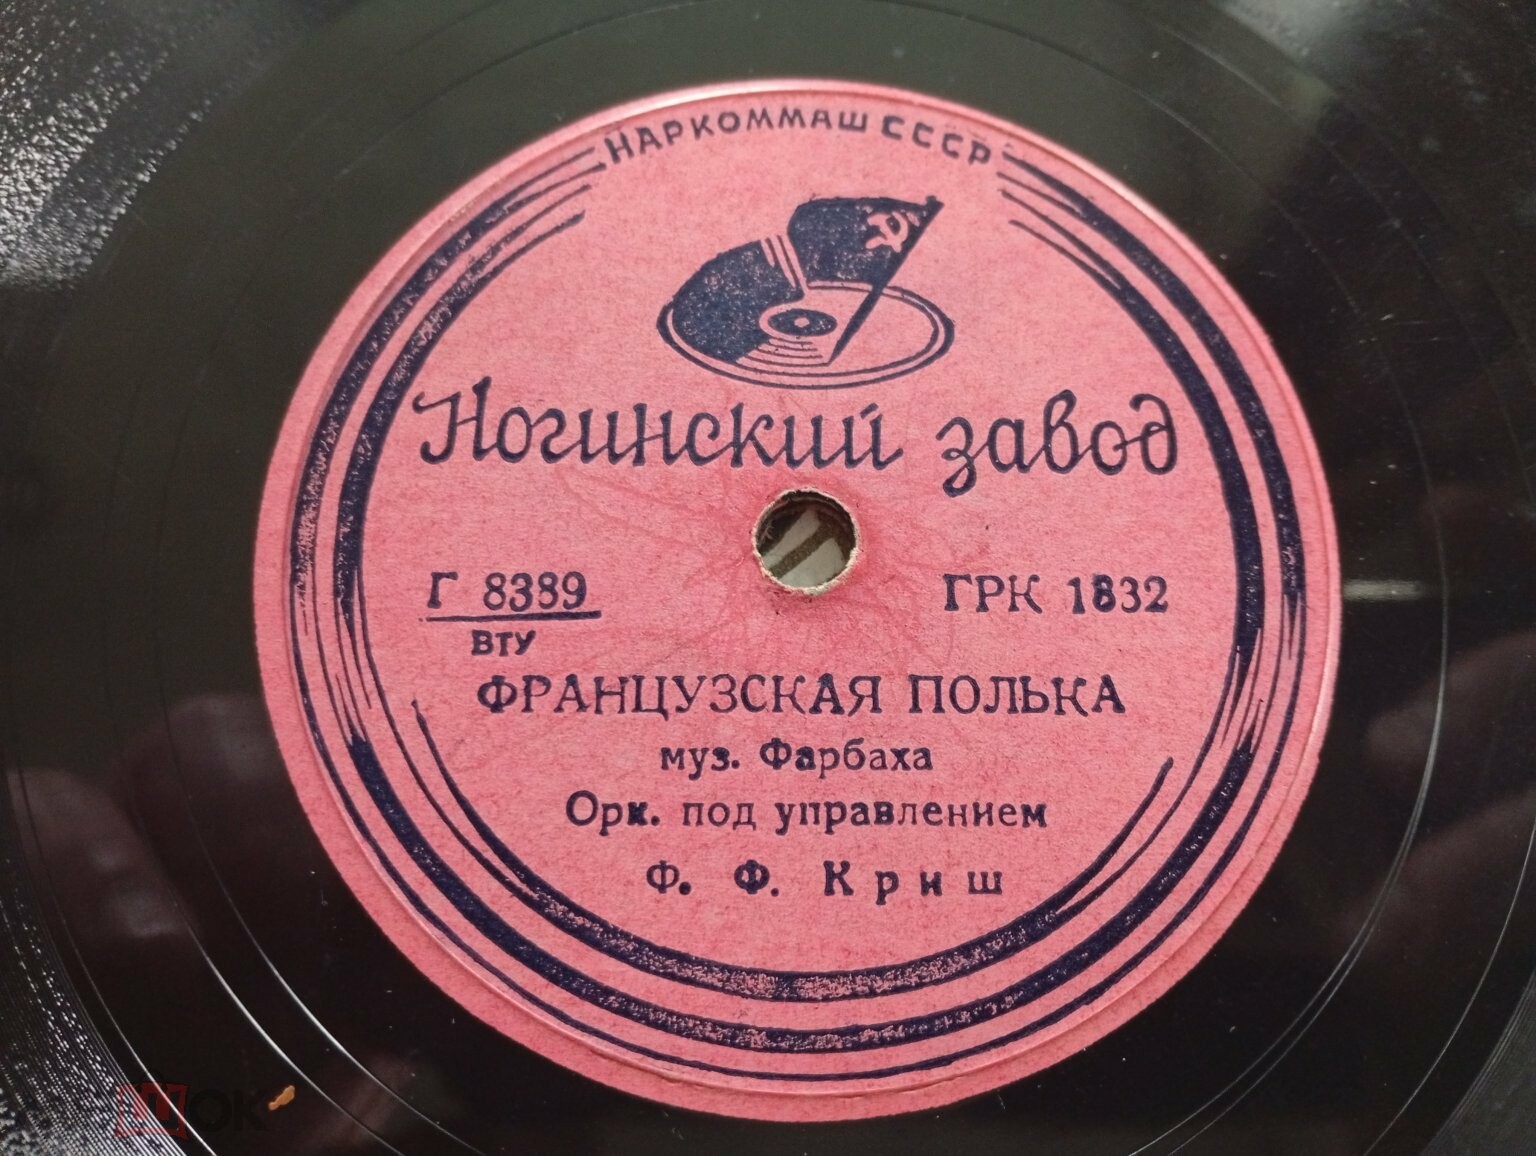 НАРКОММАШ СССР
Ногинский завод
Г 8389 ГРК 1832
ВТУ
ФРАНЦУЗСКАЯ ПОЛЬКА
муз. Фарбаха
Орк. под управлением
Ф. Ф. Криш